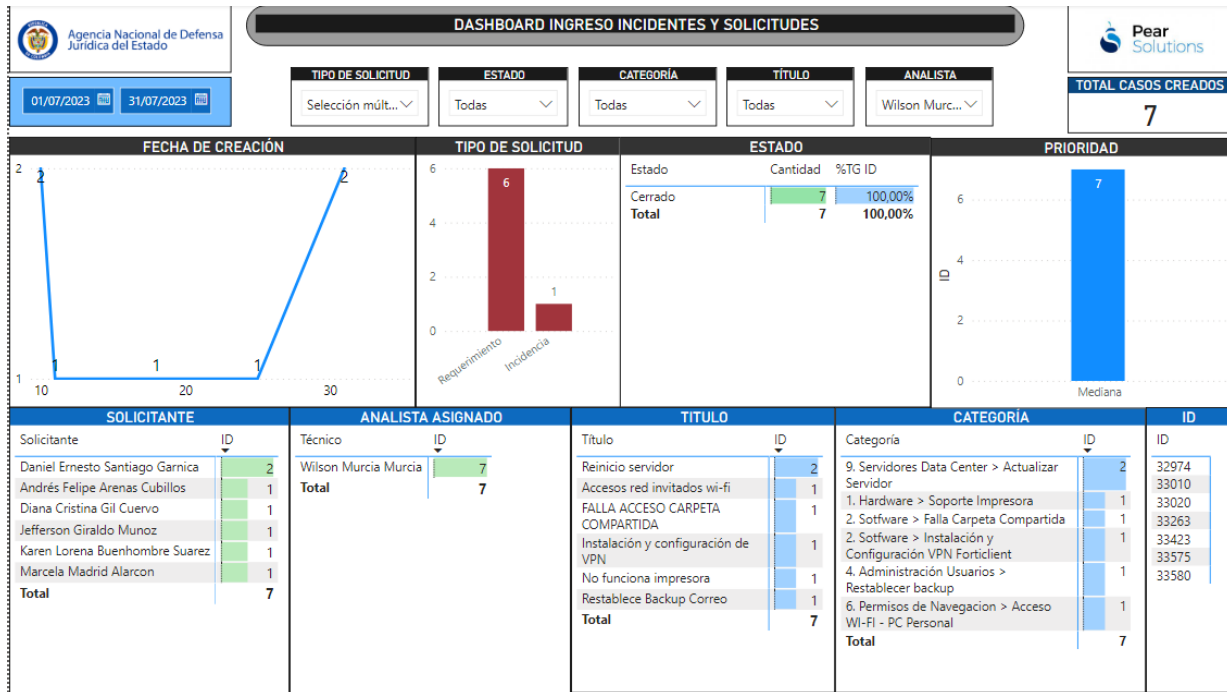 Agencia Nacional de Defensa
Jurídica del Estado
DASHBOARD INGRESO INCIDENTES Y SOLICITUDES
Pear
Solutions
01/07/2023
31/07/2023
TIPO DE SOLICITUD
Selección múlt...
ESTADO
Todas
CATEGORÍA
Todas
TÍTULO
Todas
ANALISTA
Wilson Murc...
TOTAL CASOS CREADOS
7
FECHA DE CREACIÓN
2
2
2
1
1
1
1
10
20
30
TIPO DE SOLICITUD
6
6
4
2
1
0
Requerimiento
Incidencia
ESTADO
Estado Cantidad %TG ID
Cerrado 7 100,00%
Total 7 100,00%
PRIORIDAD
7
6
4
ID
2
0
Mediana
SOLICITANTE
Solicitante ID
Daniel Ernesto Santiago Garnica 2
Andrés Felipe Arenas Cubillos 1
Diana Cristina Gil Cuervo 1
Jefferson Giraldo Munoz 1
Karen Lorena Buenhombre Suarez 1
Marcela Madrid Alarcon 1
Total 7
ANALISTA ASIGNADO
Técnico ID
Wilson Murcia Murcia 7
Total 7
TITULO
Título ID
Reinicio servidor 2
Accesos red invitados wi-fi 1
FALLA ACCESO CARPETA 1
COMPARTIDA
Instalación y configuración de 1
VPN
No funciona impresora 1
Restablece Backup Correo 1
Total 7
CATEGORÍA
Categoría ID
9. Servidores Data Center > Actualizar 2
Servidor
1. Hardware > Soporte Impresora 1
2. Sotfware > Falla Carpeta Compartida 1
2. Sotfware > Instalación y 1
Configuración VPN Forticlient
4. Administración Usuarios > 1
Restablecer backup
6. Permisos de Navegacion > Acceso 1
WI-FI - PC Personal
Total 7
ID
ID
32974
33010
33020
33263
33423
33575
33580